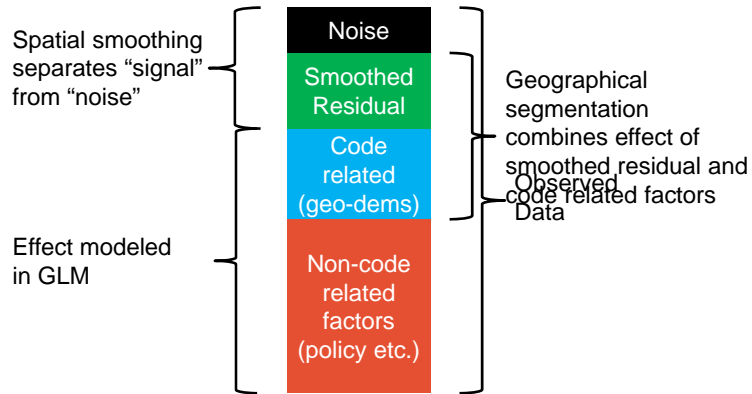 Spatial smoothing
separates “signal”
from “noise”
Effect modeled
in GLM
Noise
Smoothed
Residual
Code
related
(geo-dems)
Non-code
related
factors
(policy etc.)
Geographical
segmentation
combines effect of
smoothed residual and
code related factors
Observed
Data